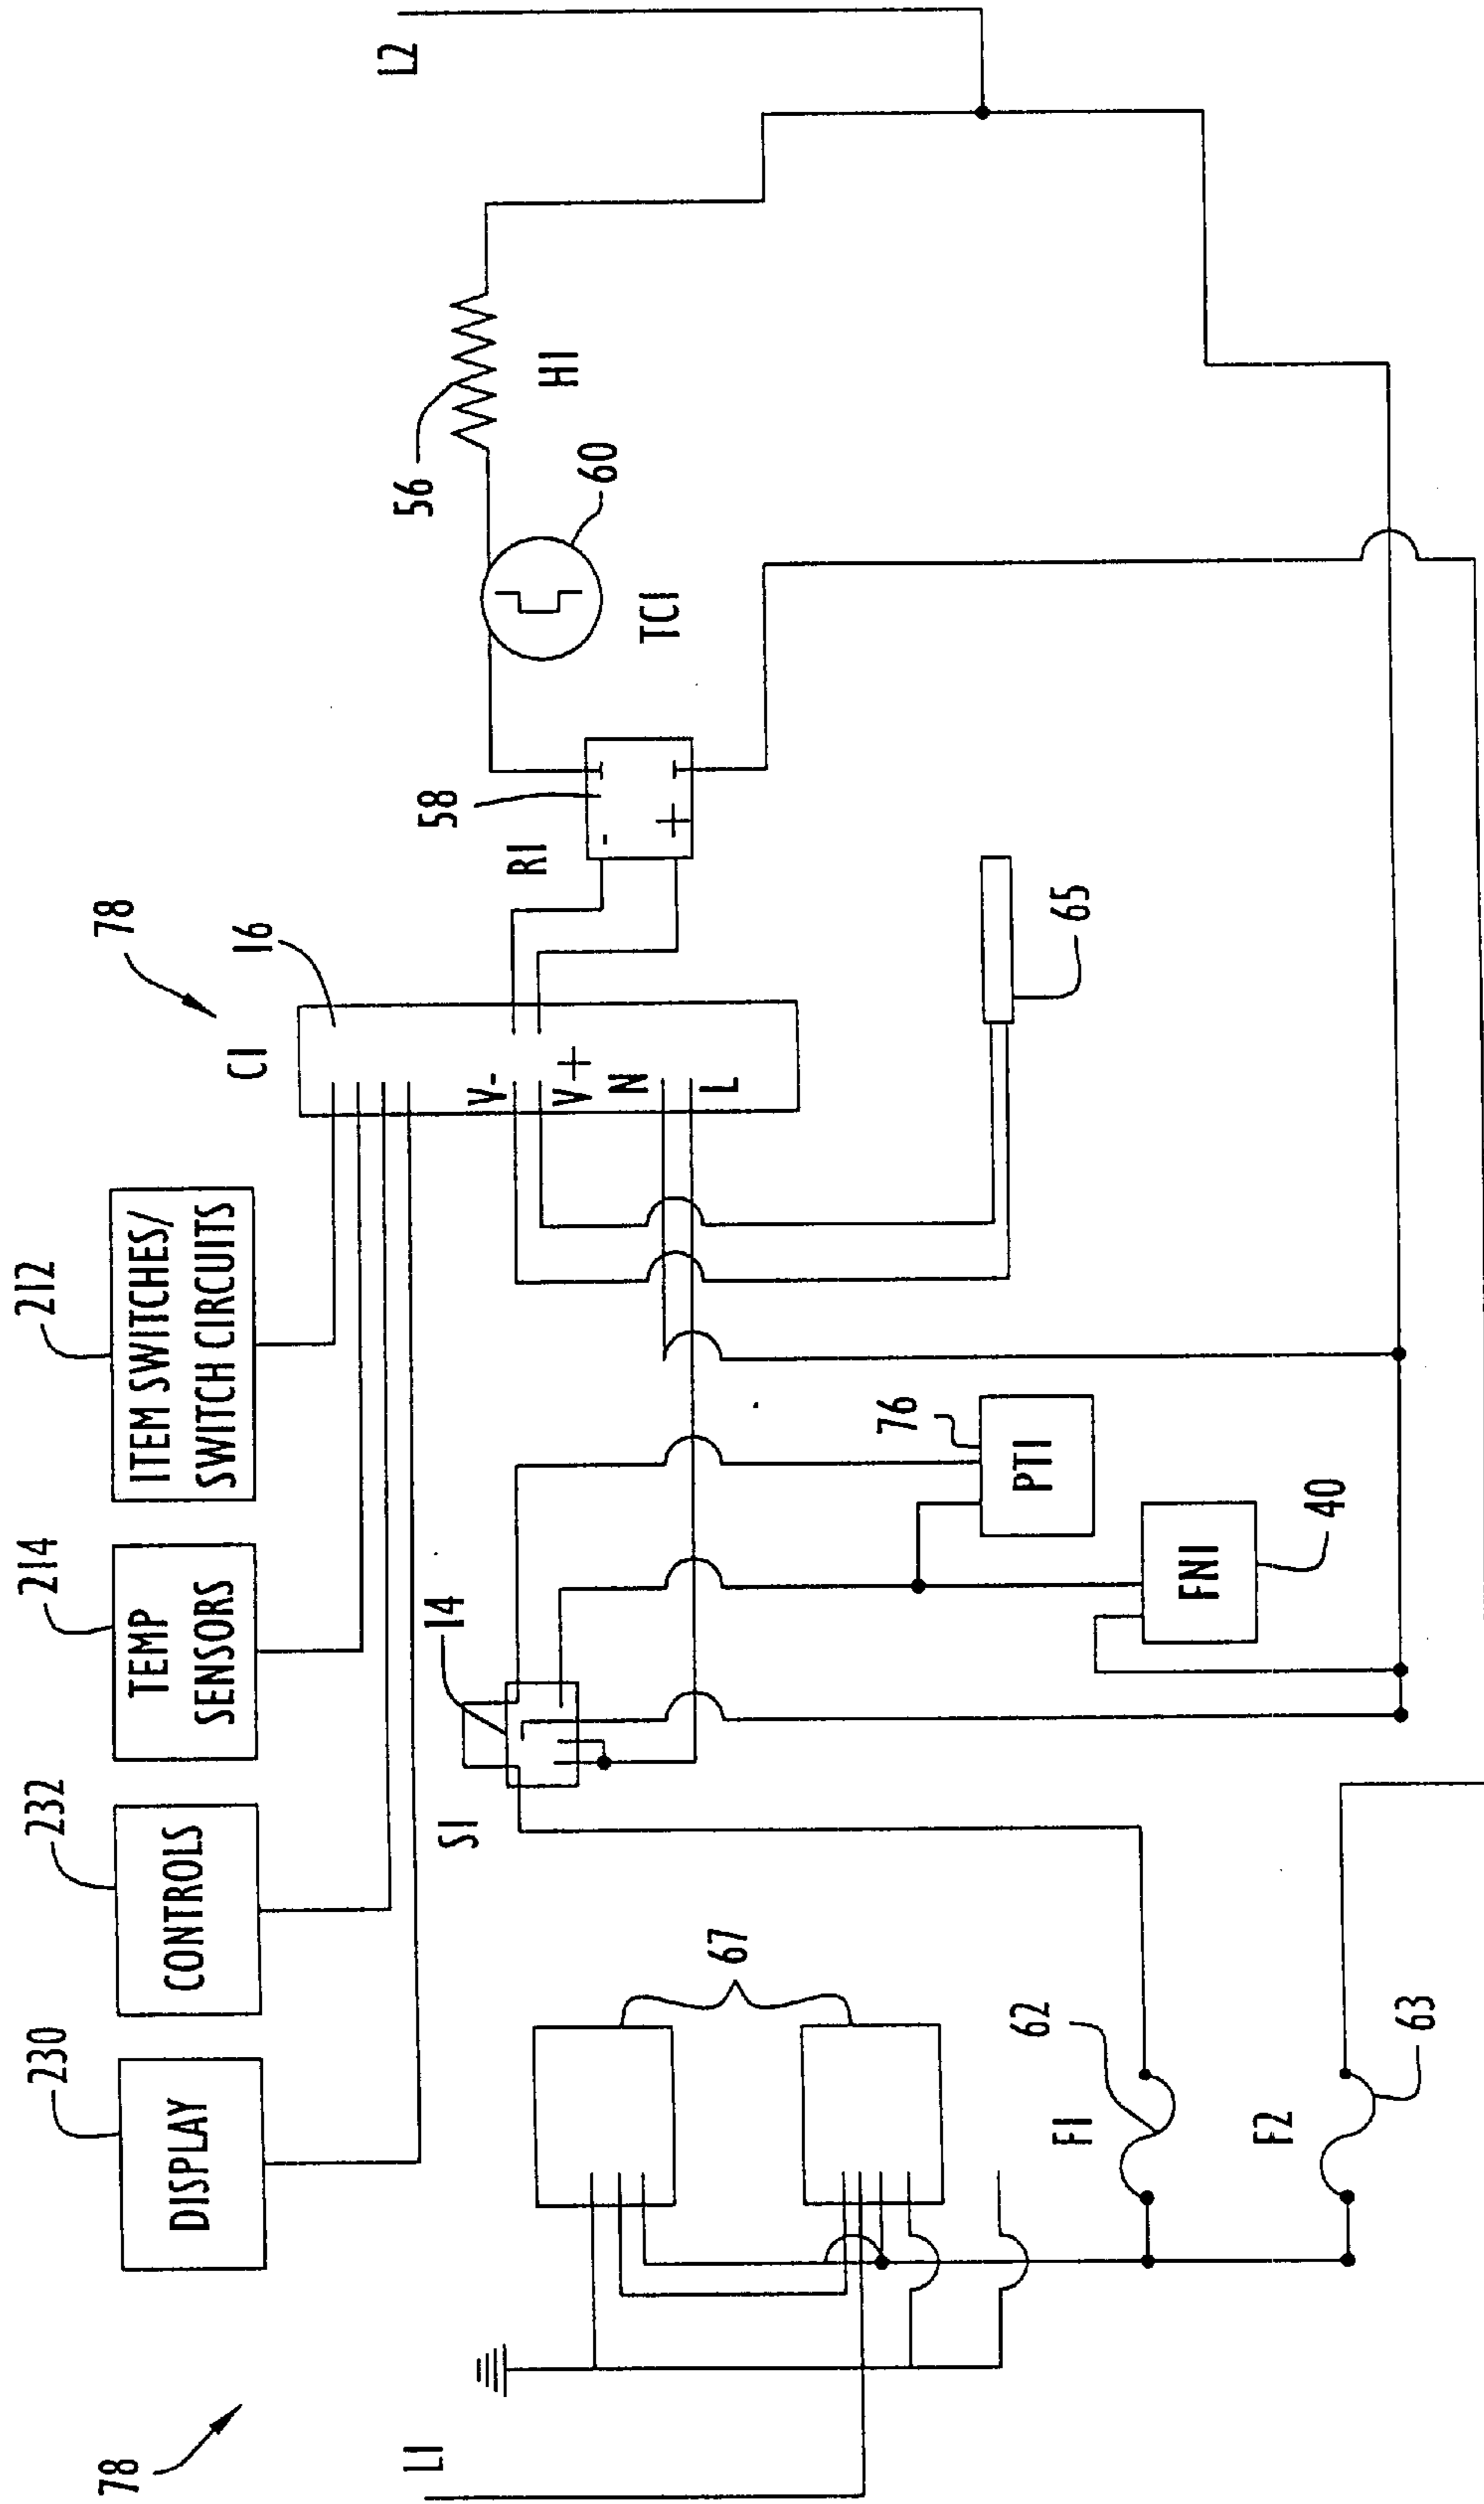 230
232
214
212
78
78
DISPLAY
CONTROLS
TEMP
SENSORS
ITEM SWITCHES/
SWITCH CIRCUITS
C1
16
L1
S1
14
V-
V+
N
L
R1
58
-
+
56
L2
H1
60
TC1
67
76
PT1
65
62
F1
FN1
40
F2
63